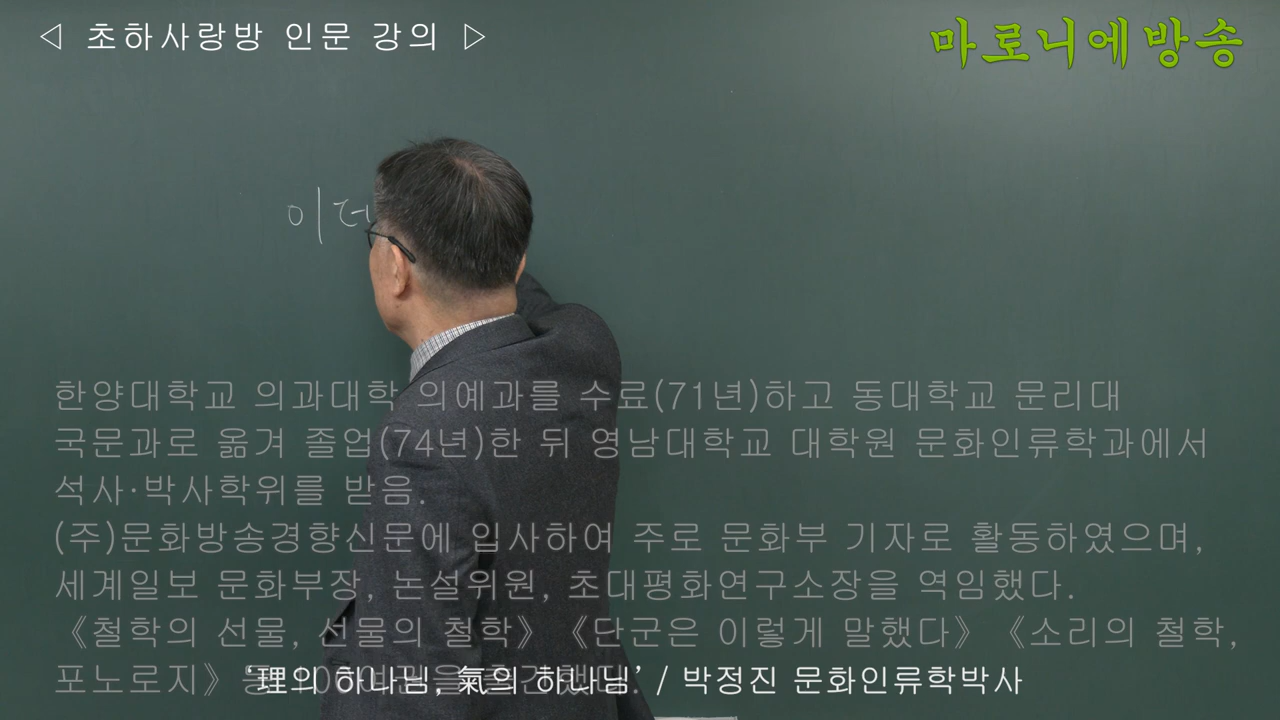 ◁ 초하사랑방 인문 강의 ▷
마로니에방송
이데
한양대학교 의과대학 의예과를 수료(71년)하고 동대학교 문리대
국문과로 옮겨 졸업(74년)한 뒤 영남대학교 대학원 문화인류학과에서
석사·박사학위를 받음.
(주)문화방송경향신문에 입사하여 주로 문화부 기자로 활동하였으며,
세계일보 문화부장, 논설위원, 초대평화연구소장을 역임했다.
《철학의 선물, 선물의 철학》 《단군은 이렇게 말했다》 《소리의 철학,
포노로지》
‘理의 하나님, 氣의 하나님’ / 박정진 문화인류학박사